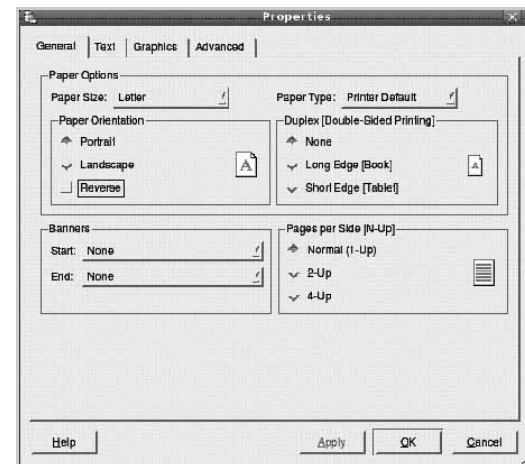 Properties
General Text Graphics Advanced
Paper Options
Paper Size: Letter
Paper Type: Printer Default
Paper Orientation
Portrait
Landscape
Reverse
A
Duplex [Double-Sided Printing]
None
Long Edge [Book]
Short Edge [Tablet]
A
Banners
Start: None
End: None
Pages per Side [N-Up]
Normal (1-Up)
2-Up
4-Up
Help Apply OK Cancel